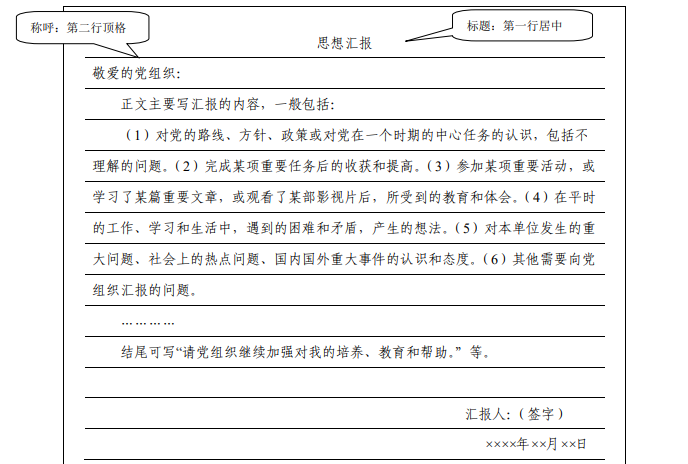 称呼：第二行顶格
标题：第一行居中
思想汇报
敬爱的党组织：
正文主要写汇报的内容，一般包括：
（1）对党的路线、方针、政策或对党在一个时期的中心任务的认识，包括不
理解的问题。（2）完成某项重要任务后的收获和提高。（3）参加某项重要活动，或
学习了某篇重要文章，或观看了某部影视片后，所受到的教育和体会。（4）在平时
的工作、学习和生活中，遇到的困难和矛盾，产生的想法。（5）对本单位发生的重
大问题、社会上的热点问题、国内国外重大事件的认识和态度。（6）其他需要向党
组织汇报的问题。
…………
结尾可写“请党组织继续加强对我的培养、教育和帮助。”等。
汇报人：（签字）
××××年××月××日